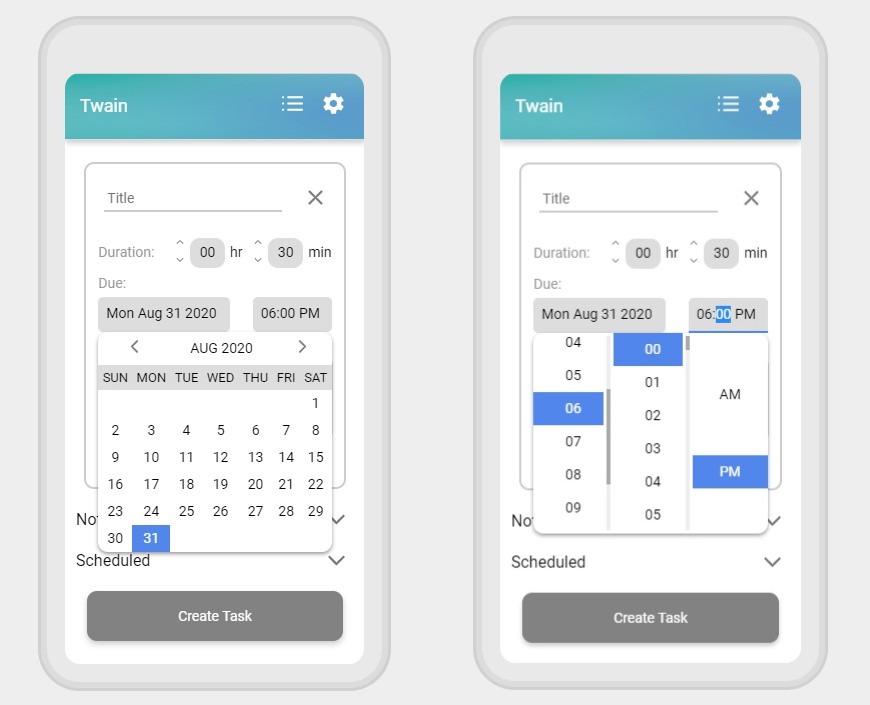 Twain
Title
Duration: 00 hr 30 min
Due:
Mon Aug 31 2020 06:00 PM
AUG 2020
SUN MON TUE WED THU FRI SAT
1
2 3 4 5 6 7 8
9 10 11 12 13 14 15
16 17 18 19 20 21 22
23 24 25 26 27 28 29
30 31
No
Scheduled
Create Task
Twain
Title
Duration: 00 hr 30 min
Due:
Mon Aug 31 2020 06:00 PM
04 00
05 01
06 02 AM
07 03
08 04 PM
09 05
No
Scheduled
Create Task